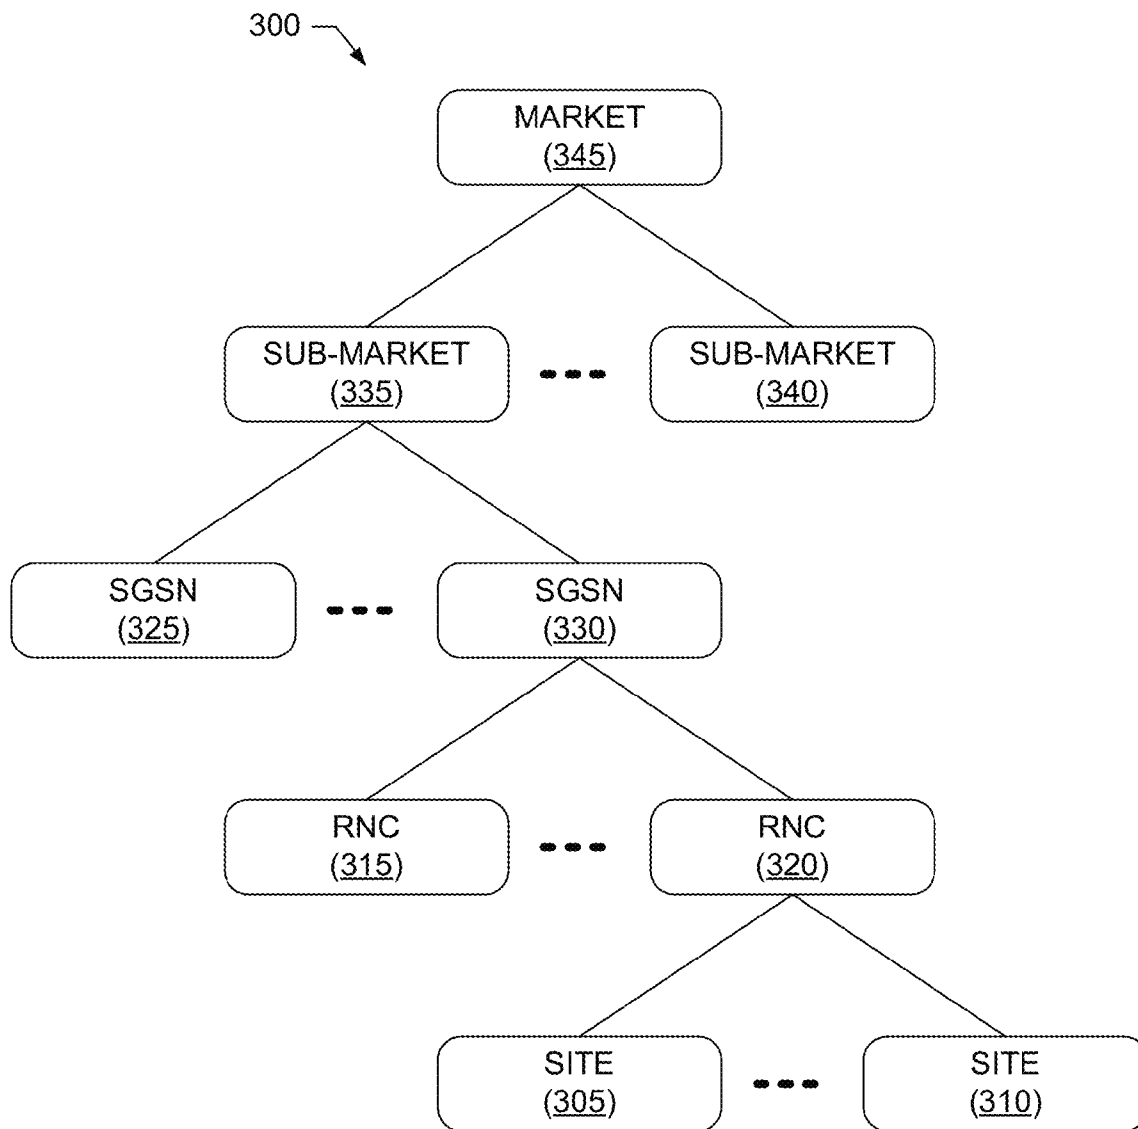 300
MARKET
(345)
SUB-MARKET
(335)
SUB-MARKET
(340)
SGSN
(325)
SGSN
(330)
RNC
(315)
RNC
(320)
SITE
(305)
SITE
(310)